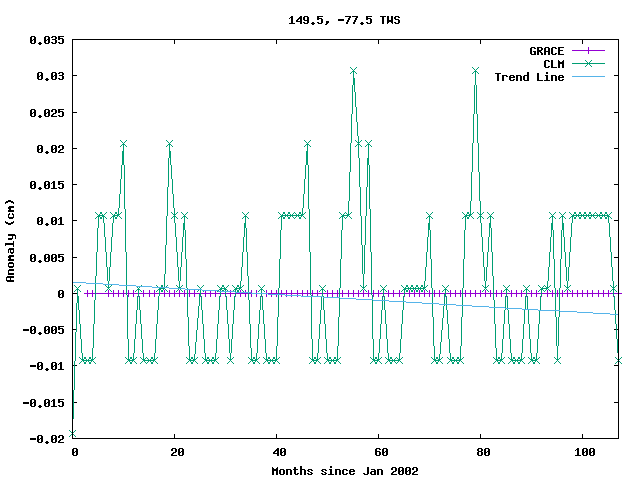 149.5, -77.5 TWS
GRACE
CLM
Trend Line
0.035
0.03
0.025
0.02
0.015
0.01
0.005
0
-0.005
-0.01
-0.015
-0.02
Anomaly (cm)
0 20 40 60 80 100
Months since Jan 2002